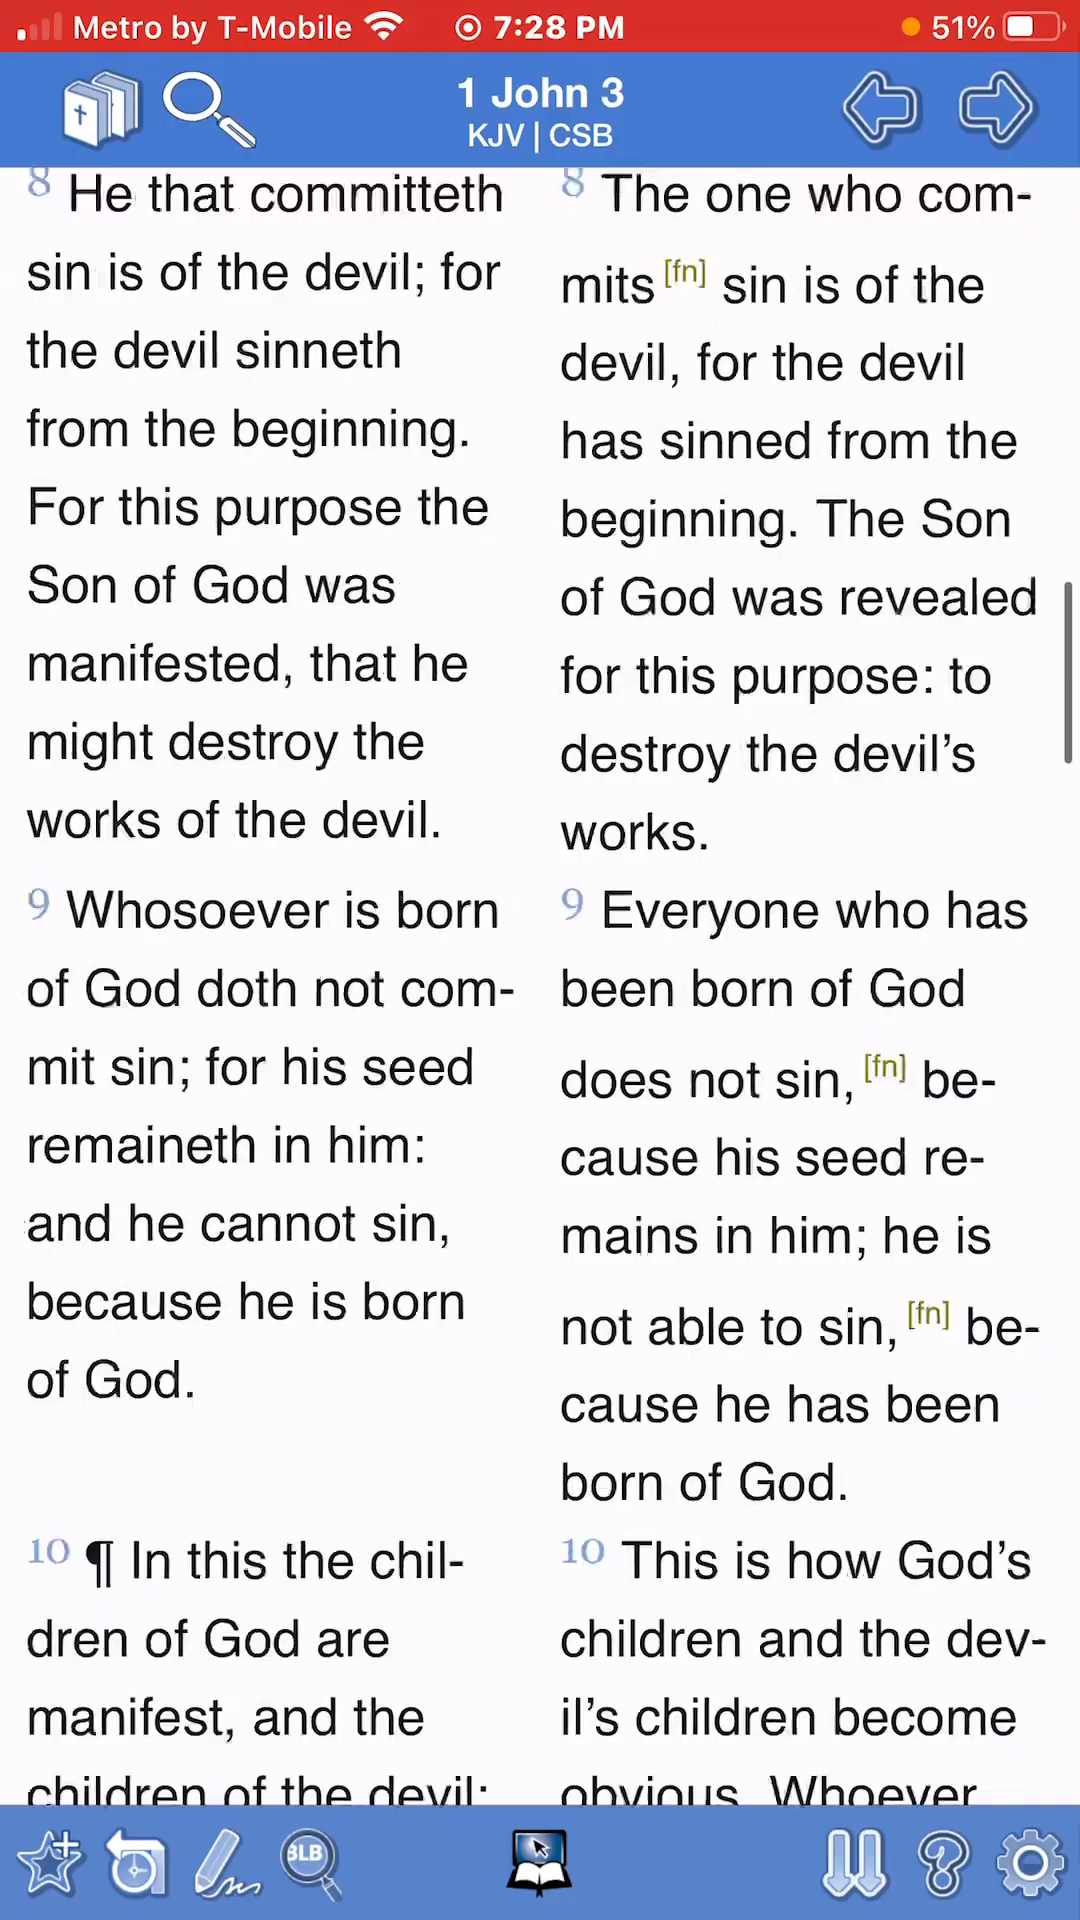 Metro by T-Mobile 7:28 PM 51%
1 John 3
KJV | CSB
8 He that committeth
sin is of the devil; for
the devil sinneth
from the beginning.
For this purpose the
Son of God was
manifested, that he
might destroy the
works of the devil.
9 Whosoever is born
of God doth not com-
mit sin; for his seed
remaineth in him:
and he cannot sin,
because he is born
of God.
10 ¶ In this the chil-
dren of God are
manifest, and the
children of the devil:
8 The one who com-
mits [fn] sin is of the
devil, for the devil
has sinned from the
beginning. The Son
of God was revealed
for this purpose: to
destroy the devil’s
works.
9 Everyone who has
been born of God
does not sin, [fn] be-
cause his seed re-
mains in him; he is
not able to sin, [fn] be-
cause he has been
born of God.
10 This is how God’s
children and the dev-
il’s children become
obvious. Whoever
BLB